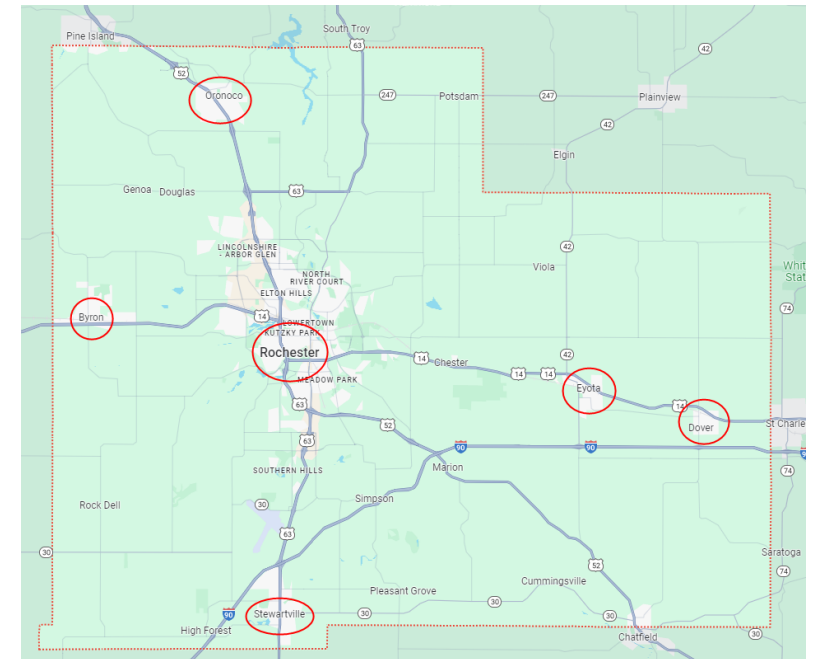 South Troy
Pine Island
63
42
52
Oronoco
247
Potsdam
247
Plainview
42
Elgin
Genoa
Douglas
63
LINCOLNSHIRE
- ARBOR GLEN
42
Viola
Whit
Stat
NORTH
RIVER COURT
ELTON HILLS
74
Byron
14
LOWERTOWN
KUTZKY PARK
Rochester
14
Chester
42
14
14
Eyota
MEADOW PARK
63
14
52
Dover
St Charle
63
90
90
SOUTHERN HILLS
Marion
74
Simpson
Rock Dell
30
63
30
Saratoga
52
74
Cummingsville
Pleasant Grove
30
90
Stewartville
30
30
High Forest
Chatfield
30